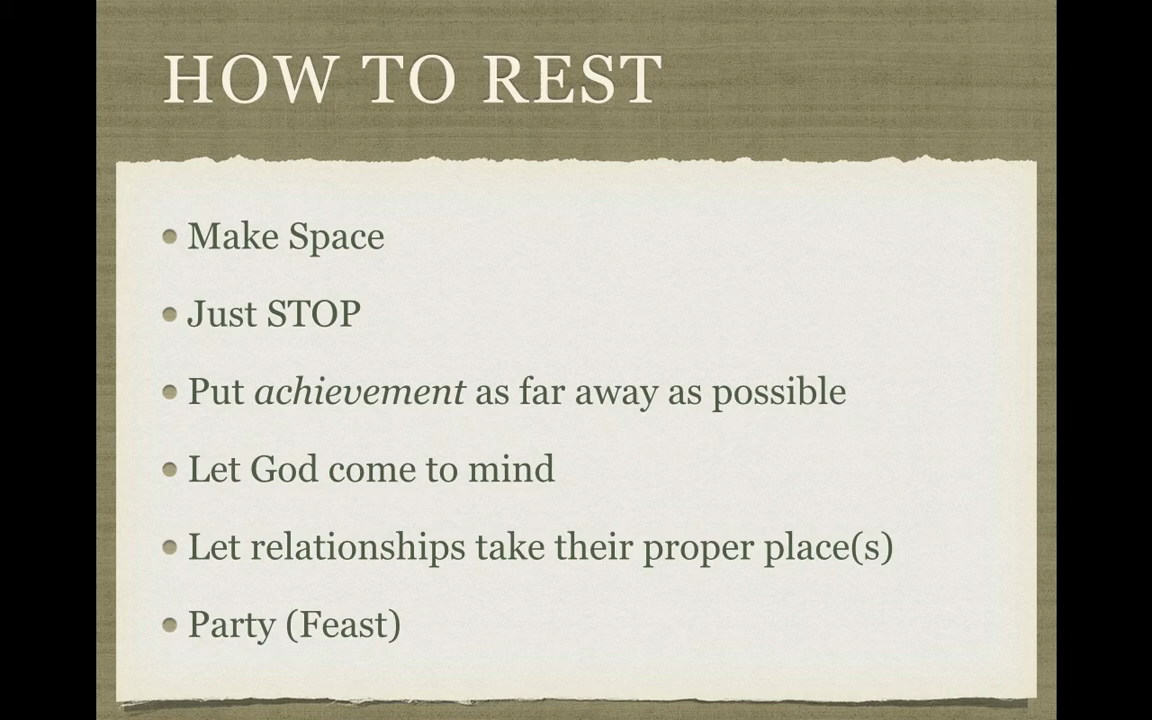 HOW TO REST
• Make Space
• Just STOP
• Put achievement as far away as possible
• Let God come to mind
• Let relationships take their proper place(s)
• Party (Feast)